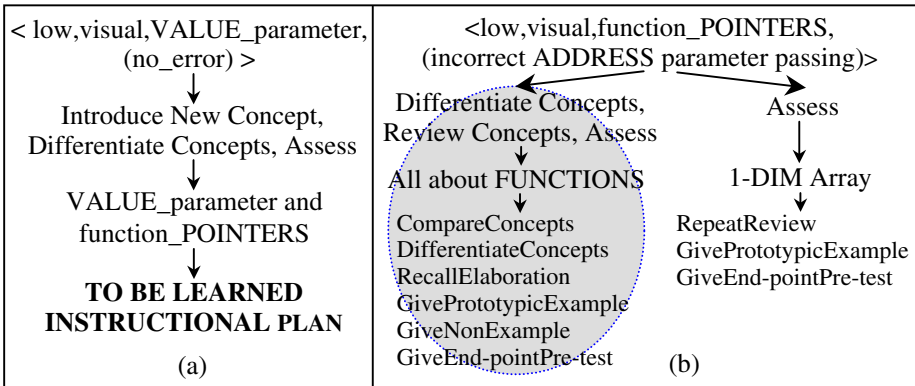 < low,visual,VALUE_parameter,
(no_error) >
Introduce New Concept,
Differentiate Concepts, Assess
VALUE_parameter and
function_POINTERS
TO BE LEARNED
INSTRUCTIONAL PLAN
(a)
<low,visual,function_POINTERS,
(incorrect ADDRESS parameter passing)>
Differentiate Concepts,
Review Concepts, Assess
All about FUNCTIONS
CompareConcepts
DifferentiateConcepts
RecallElaboration
GivePrototypicExample
GiveNonExample
GiveEnd-pointPre-test
Assess
1-DIM Array
RepeatReview
GivePrototypicExample
GiveEnd-pointPre-test
(b)